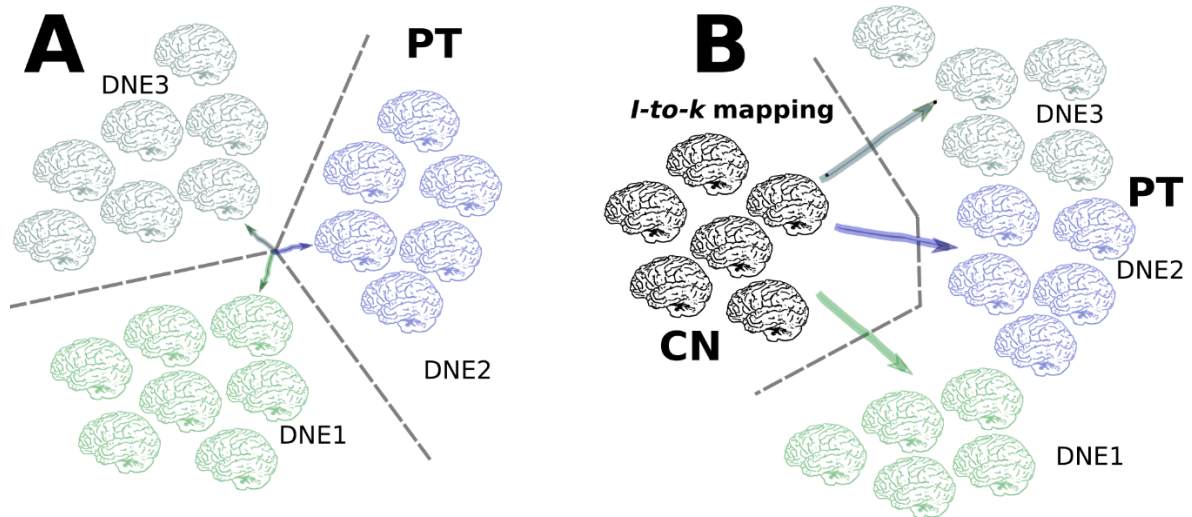 A
PT
DNE3
DNE2
DNE1
B
I-to-k mapping
DNE3
PT
DNE2
CN
DNE1